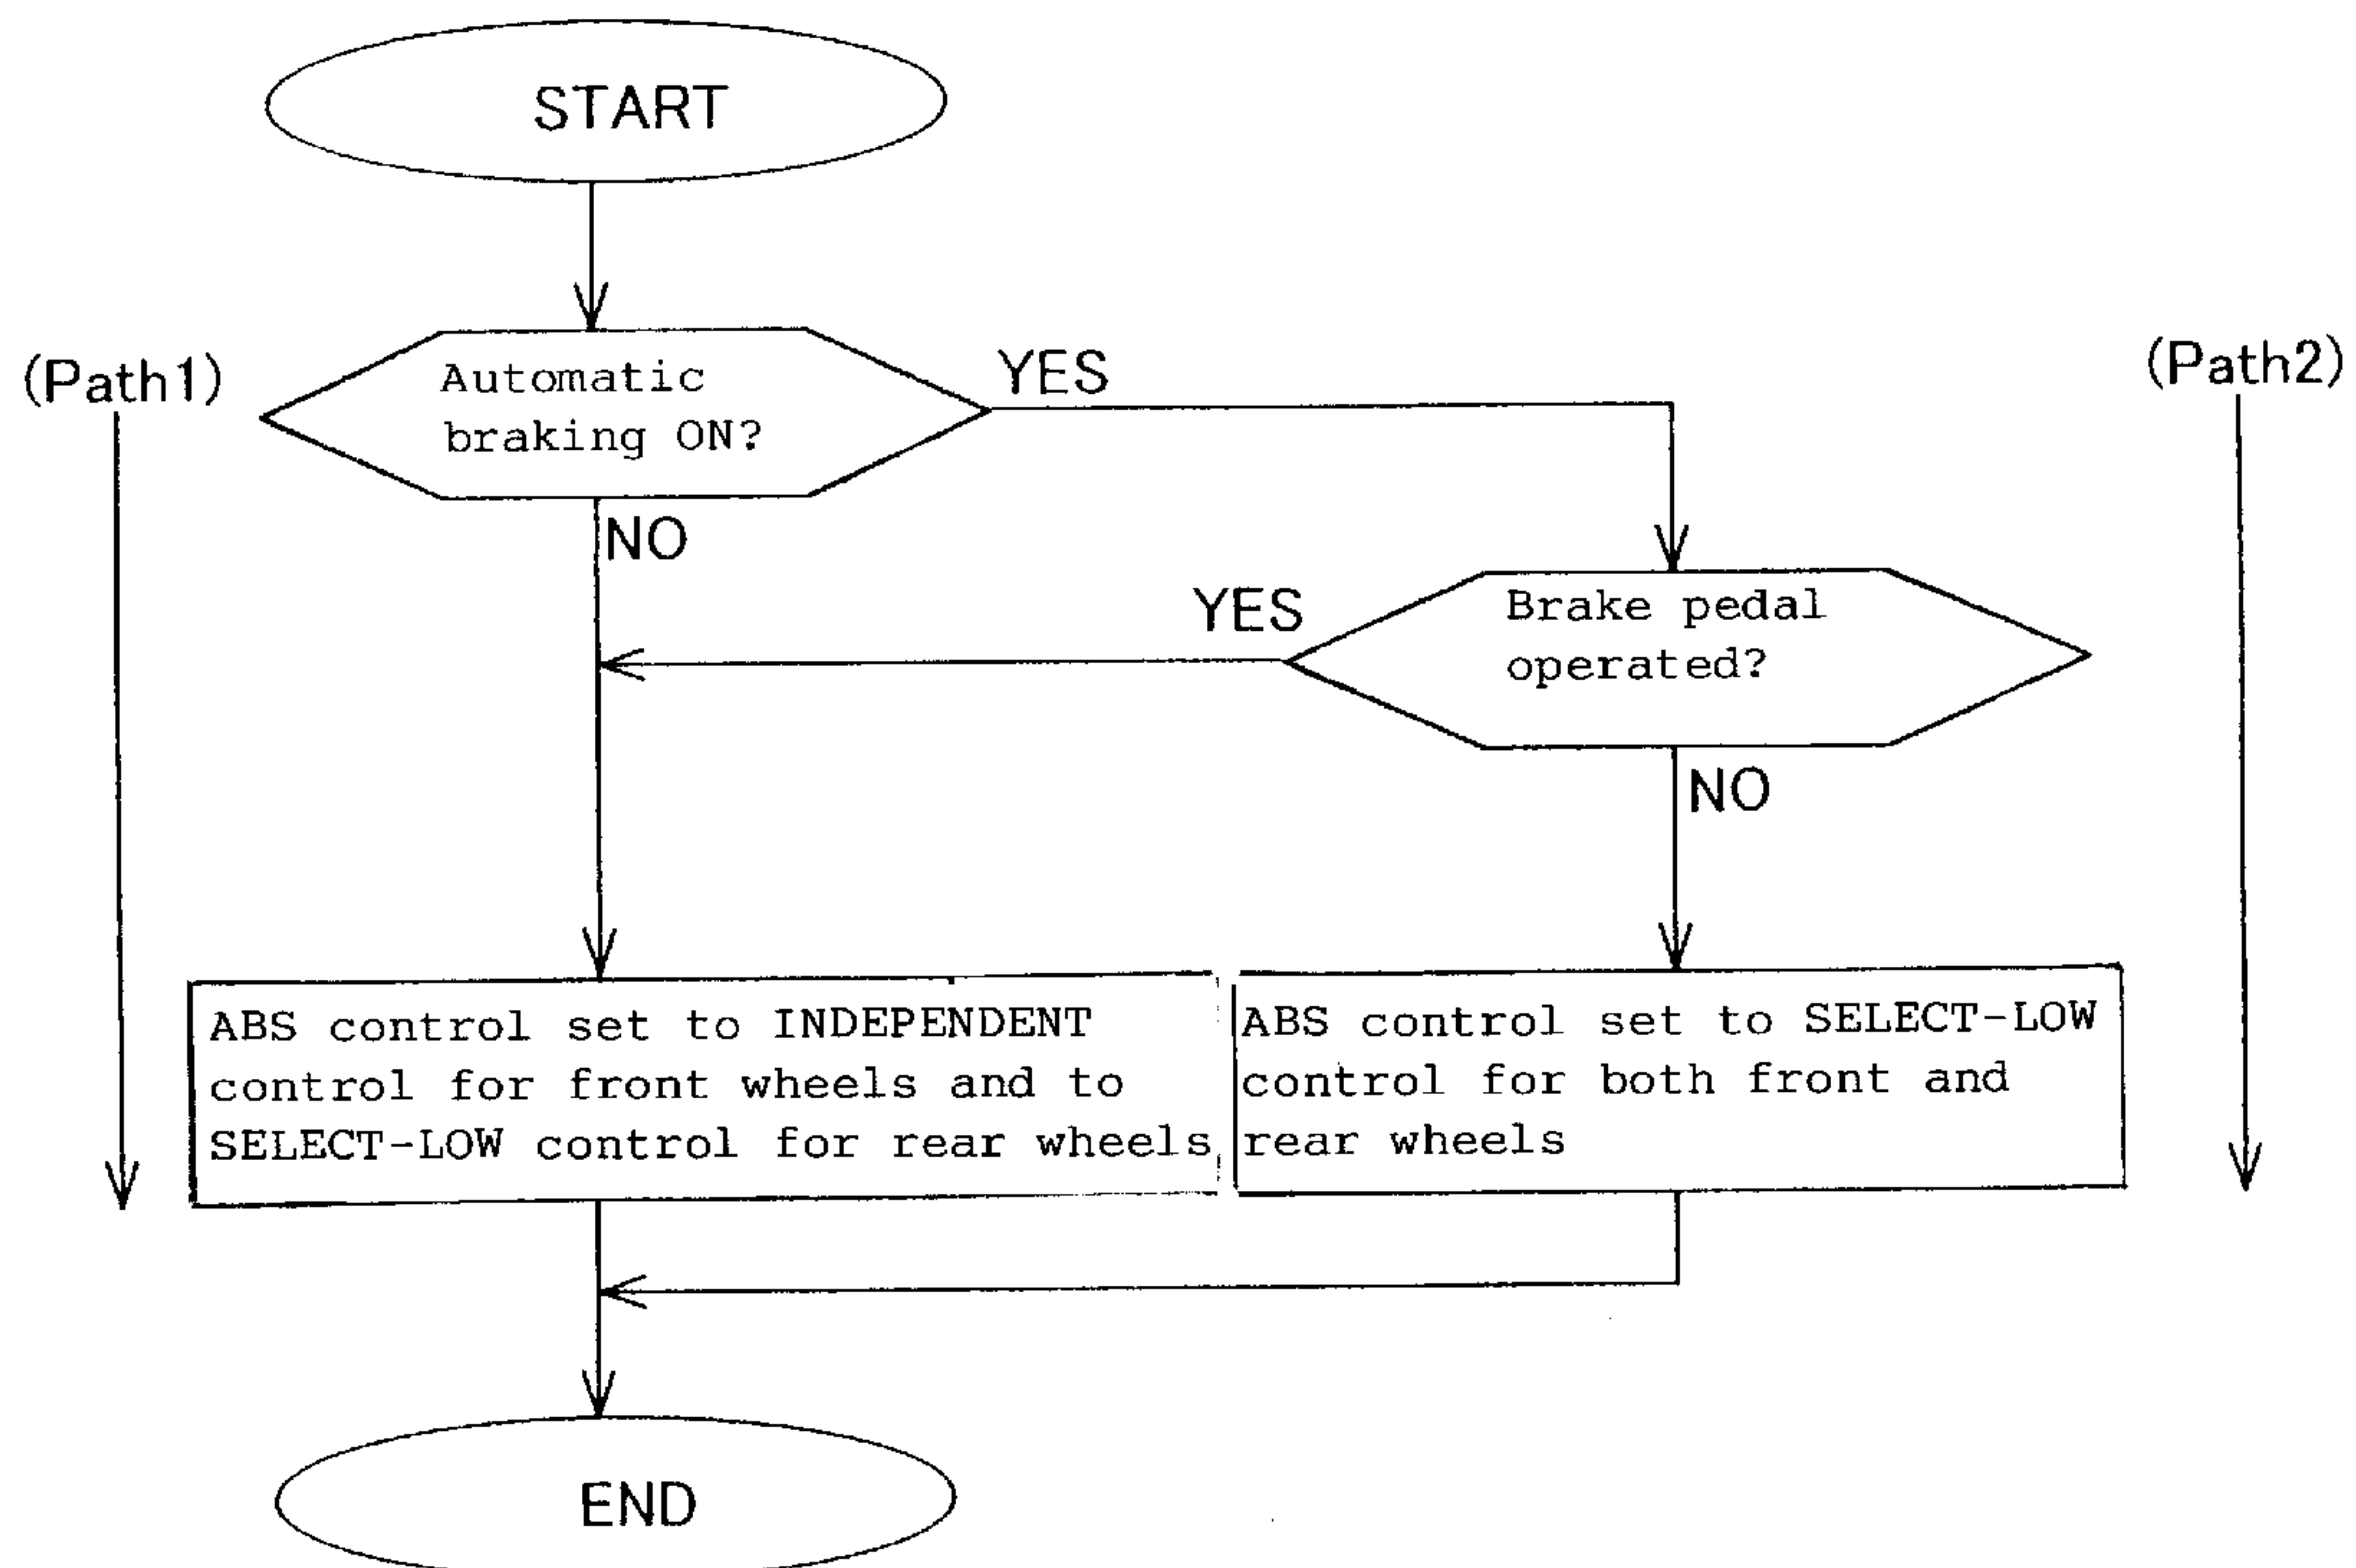 START
(Path1)
Automatic
braking ON?
YES
(Path2)
NO
YES
Brake pedal
operated?
NO
ABS control set to INDEPENDENT
control for front wheels and to
SELECT-LOW control for rear wheels
ABS control set to SELECT-LOW
control for both front and
rear wheels
END